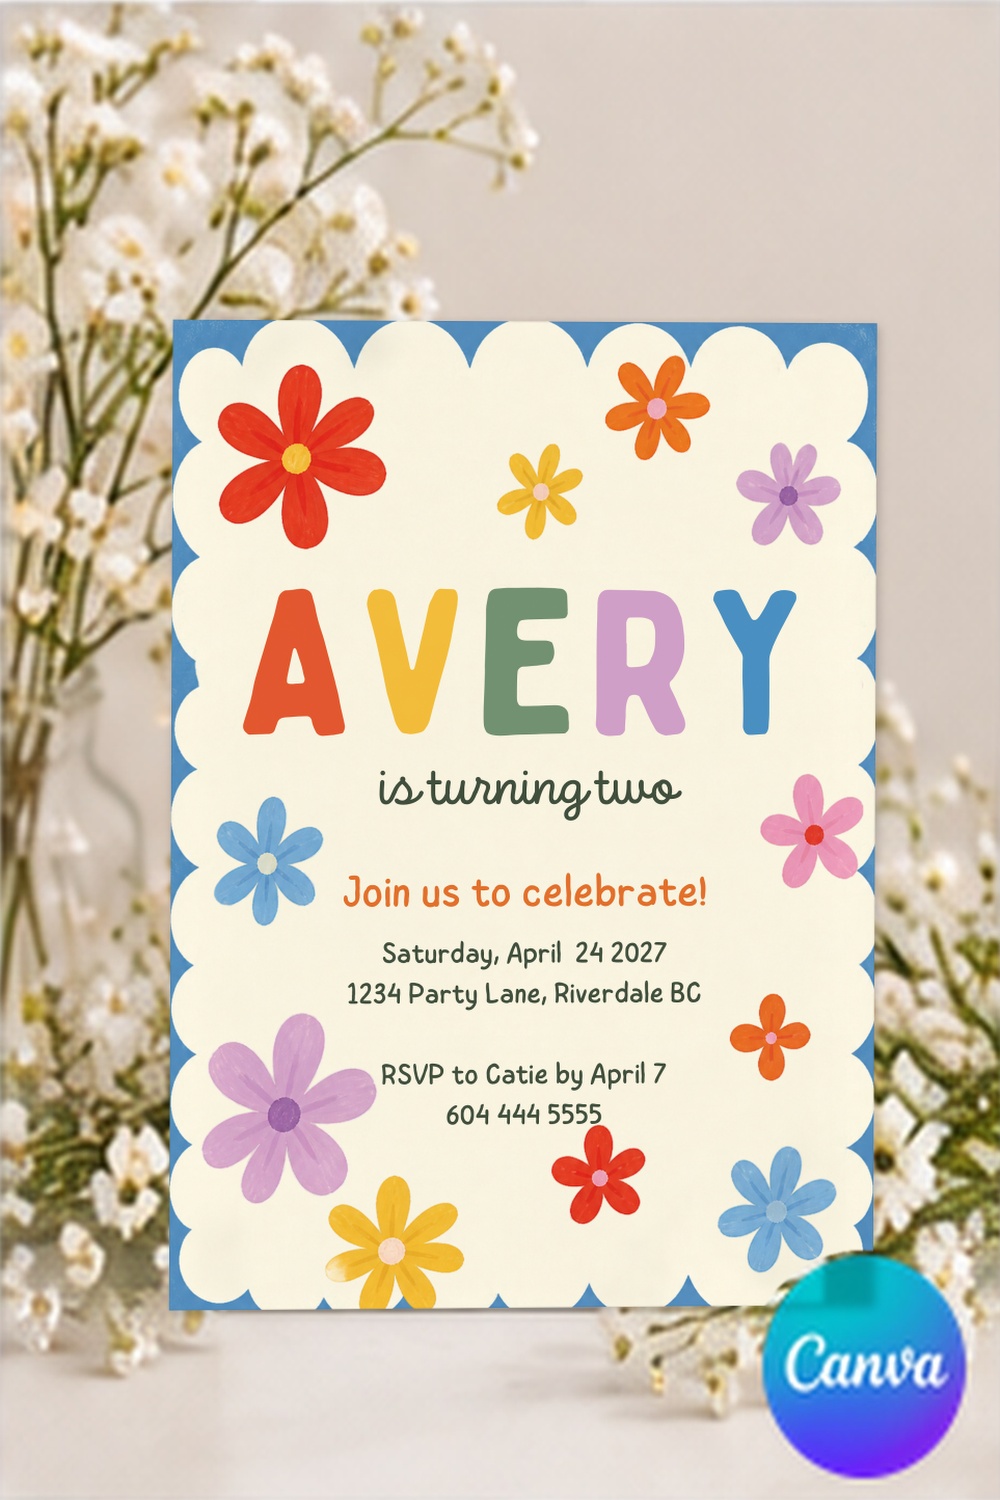 AVERY
is turning two
Join us to celebrate!
Saturday, April 24 2027
1234 Party Lane, Riverdale BC
RSVP to Catie by April 7
604 444 5555
Canva